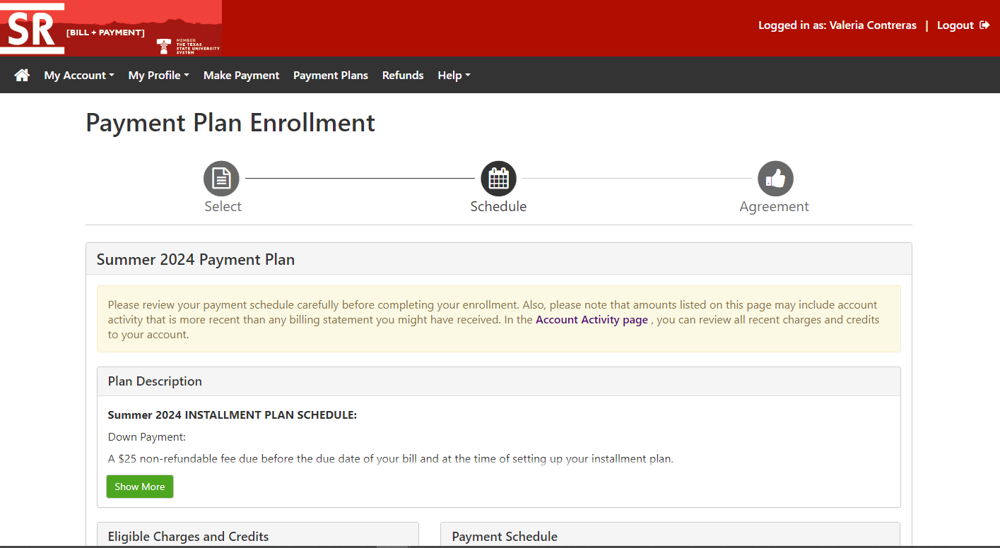 SR
[BILL + PAYMENT]
MEMBER
THE TEXAS
STATE UNIVERSITY
SYSTEM
Logged in as: Valeria Contreras | Logout
My Account My Profile Make Payment Payment Plans Refunds Help
Payment Plan Enrollment
Select
Schedule
Agreement
Summer 2024 Payment Plan
Please review your payment schedule carefully before completing your enrollment. Also, please note that amounts listed on this page may include account
activity that is more recent than any billing statement you might have received. In the Account Activity page , you can review all recent charges and credits
to your account.
Plan Description
Summer 2024 INSTALLMENT PLAN SCHEDULE:
Down Payment:
A $25 non-refundable fee due before the due date of your bill and at the time of setting up your installment plan.
Show More
Eligible Charges and Credits
Payment Schedule